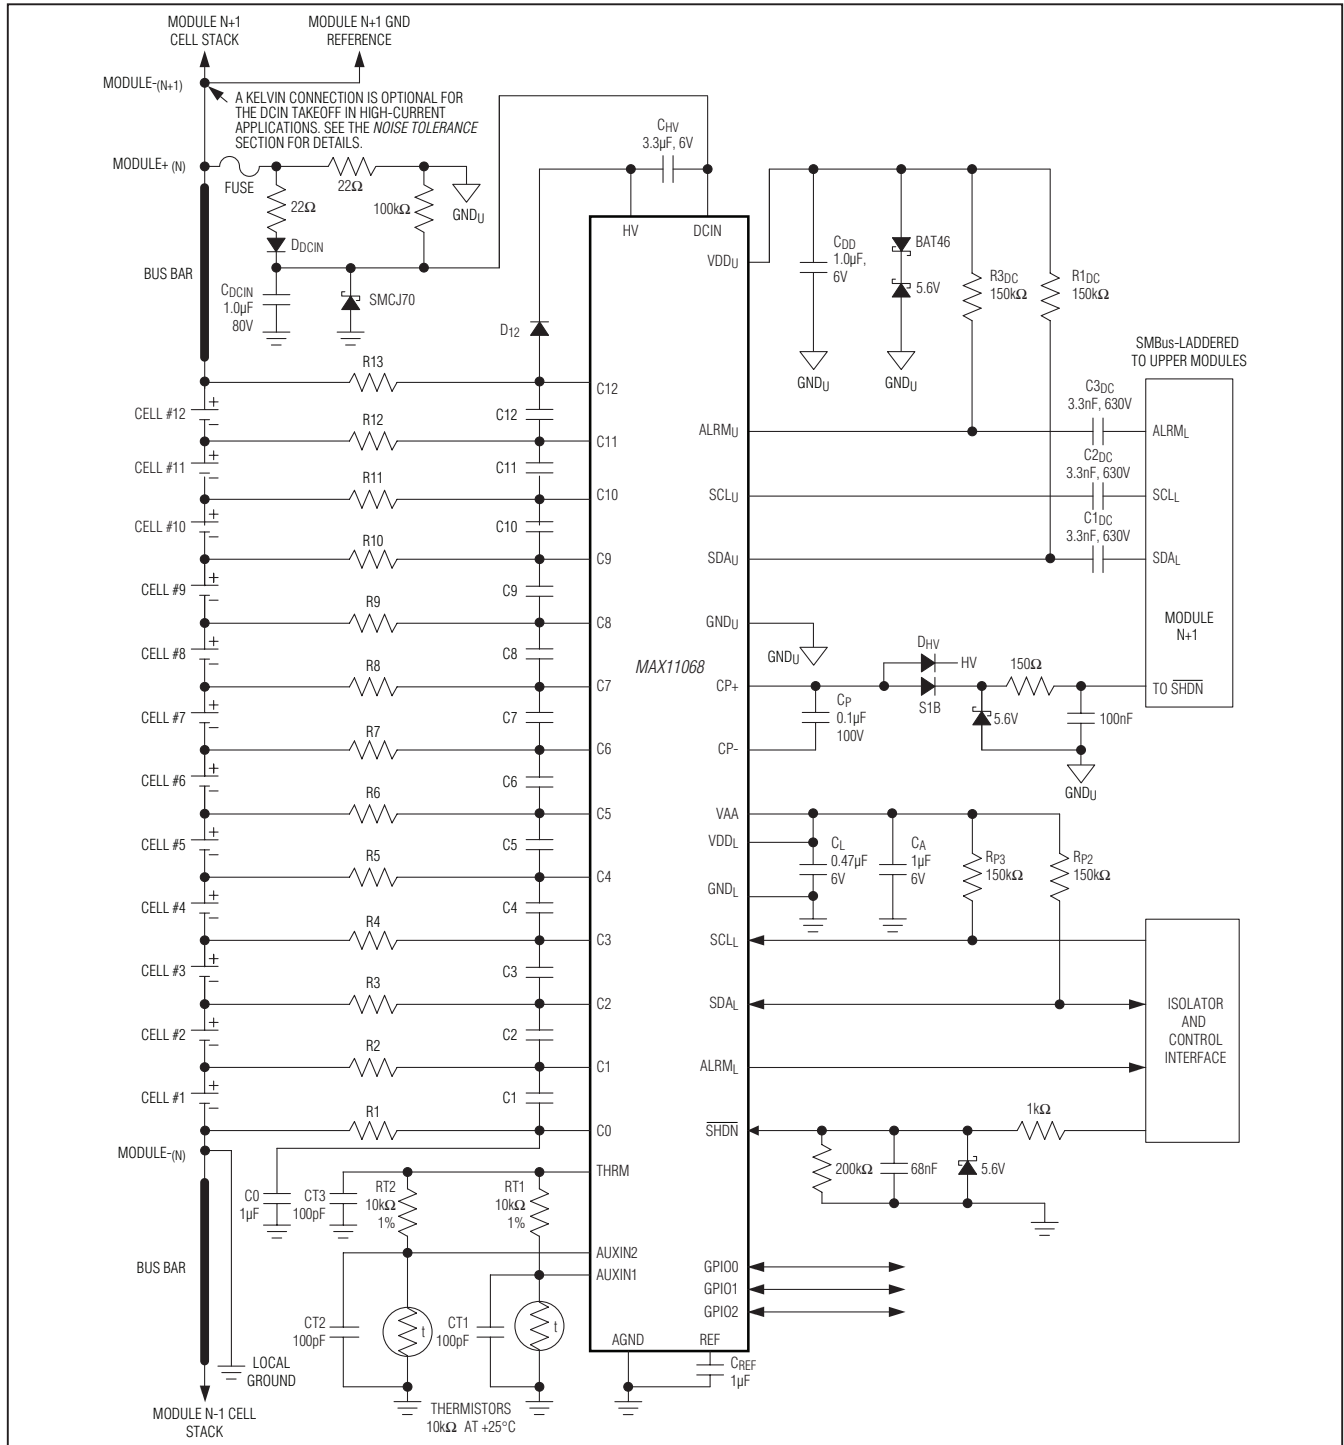 MODULE N+1
CELL STACK
MODULE N+1 GND
REFERENCE
MODULE-(N+1)
A KELVIN CONNECTION IS OPTIONAL FOR
THE DCIN TAKEOFF IN HIGH-CURRENT
APPLICATIONS. SEE THE NOISE TOLERANCE
SECTION FOR DETAILS.
MODULE+ (N)
FUSE
22Ω
22Ω
100kΩ
GNDU
DDCIN
BUS BAR
CDCIN
1.0µF
80V
SMCJ70
CHV
3.3µF, 6V
D12
HV
DCIN
VDDU
CDD
1.0µF,
6V
BAT46
5.6V
R3DC
150kΩ
R1DC
150kΩ
GNDU
GNDU
SMBus-LADDERED
TO UPPER MODULES
R13
C12
CELL #12
+
−
C12
R12
C11
CELL #11
+
−
C11
R11
C10
CELL #10
+
−
C10
R10
C9
CELL #9
+
−
C9
R9
C8
CELL #8
+
−
C8
R8
C7
CELL #7
+
−
C7
R7
C6
CELL #6
+
−
C6
R6
C5
CELL #5
+
−
C5
R5
C4
CELL #4
+
−
C4
R4
C3
CELL #3
+
−
C3
R3
C2
CELL #2
+
−
C2
R2
C1
CELL #1
+
−
C1
R1
C0
MAX11068
ALRMU
C3DC
3.3nF, 630V
ALRML
SCLU
C2DC
3.3nF, 630V
SCLL
SDAU
C1DC
3.3nF, 630V
SDAL
MODULE
N+1
GNDU
GNDU
DHV
HV
CP+
S1B
150Ω
TO SHDN
CP
0.1µF
100V
5.6V
100nF
CP-
GNDU
VAA
VDDL
CL
0.47µF
6V
CA
1µF
6V
RP3
150kΩ
RP2
150kΩ
GNDL
SCLL
SDAL
ALRML
ISOLATOR
AND
CONTROL
INTERFACE
SHDN
1kΩ
200kΩ
68nF
5.6V
MODULE-(N)
THRM
C0
1µF
CT3
100pF
RT2
10kΩ
1%
RT1
10kΩ
1%
AUXIN2
AUXIN1
GPIO0
GPIO1
GPIO2
BUS BAR
CT2
100pF
t
CT1
100pF
t
AGND
REF
CREF
1µF
LOCAL
GROUND
THERMISTORS
10kΩ AT +25°C
MODULE N-1 CELL
STACK